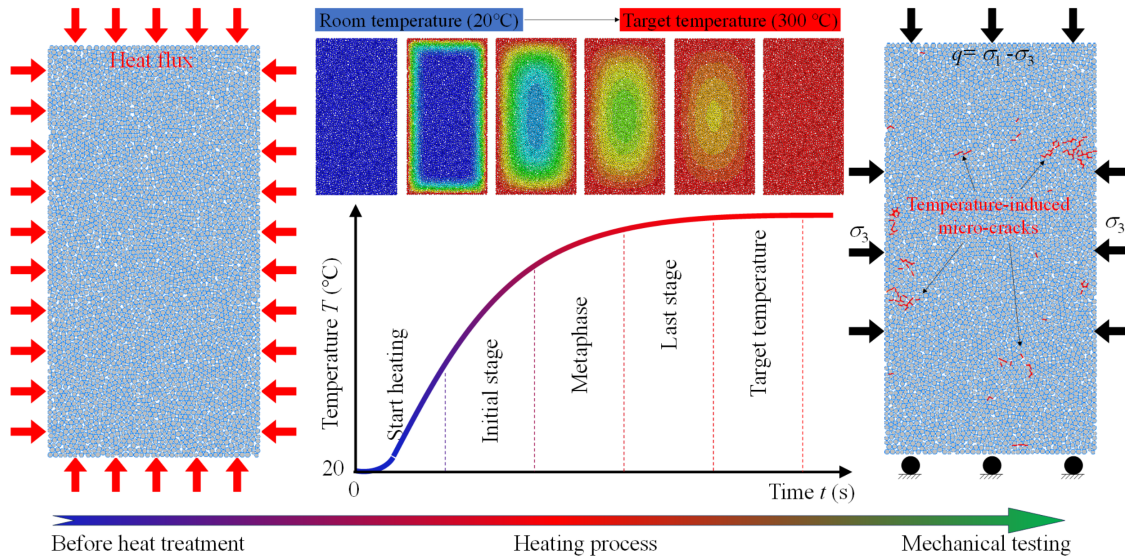 Heat flux
Room temperature (20℃)
Target temperature (300 ℃)
Temperature T (℃)
20
0
Start heating
Initial stage
Metaphase
Last stage
Target temperature
Time t (s)
q= σ1 -σ3
Temperature-induced
micro-cracks
σ3
σ3
Before heat treatment
Heating process
Mechanical testing